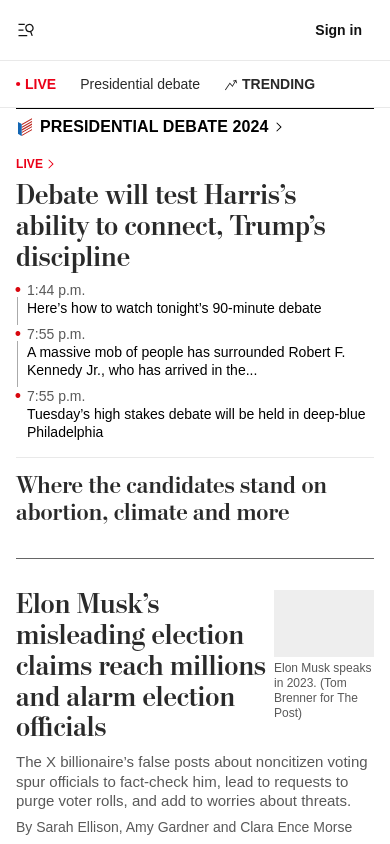 Sign in
LIVE
Presidential debate
TRENDING
PRESIDENTIAL DEBATE 2024
LIVE
Debate will test Harris’s
ability to connect, Trump’s
discipline
1:44 p.m.
Here’s how to watch tonight’s 90-minute debate
7:55 p.m.
A massive mob of people has surrounded Robert F.
Kennedy Jr., who has arrived in the...
7:55 p.m.
Tuesday’s high stakes debate will be held in deep-blue
Philadelphia
Where the candidates stand on
abortion, climate and more
Elon Musk’s
misleading election
claims reach millions
and alarm election
officials
Elon Musk speaks
in 2023. (Tom
Brenner for The
Post)
The X billionaire’s false posts about noncitizen voting
spur officials to fact-check him, lead to requests to
purge voter rolls, and add to worries about threats.
By Sarah Ellison, Amy Gardner and Clara Ence Morse